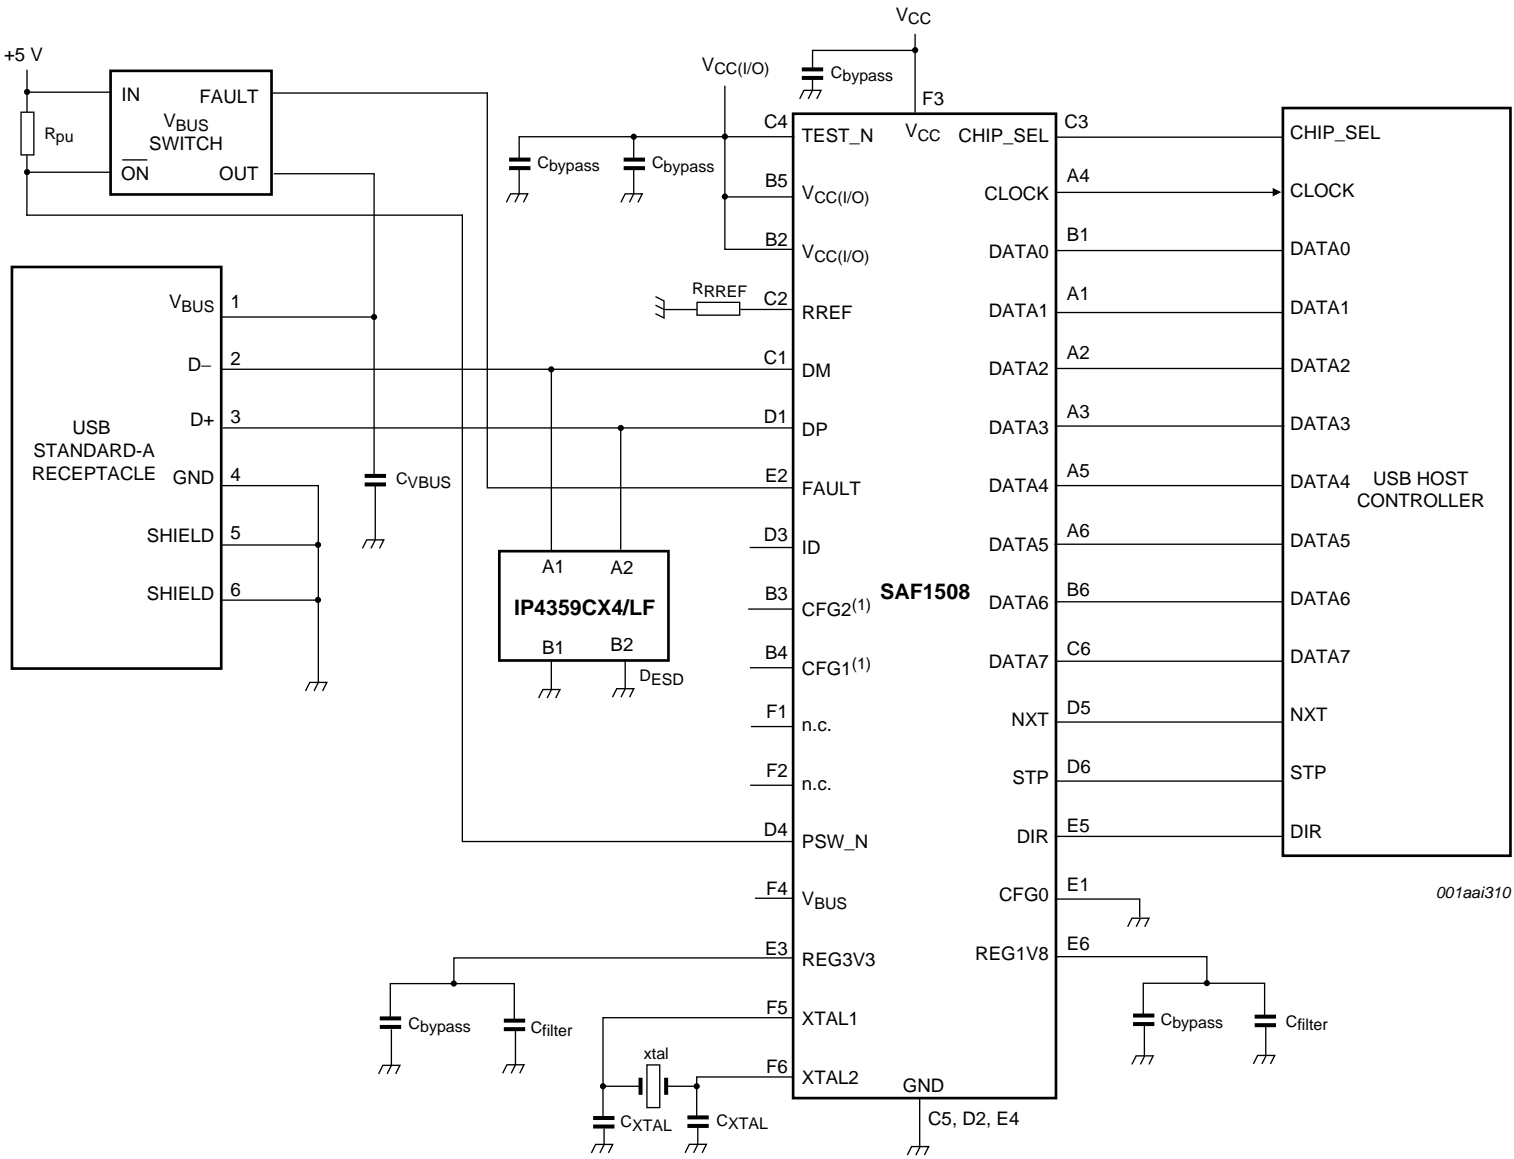 +5 V
Rpu
IN
FAULT
VBUS
SWITCH
ON
OUT
VCC(I/O)
Cbypass
Cbypass
VCC
Cbypass
F3
USB
STANDARD-A
RECEPTACLE
VBUS 1
D− 2
D+ 3
GND 4
SHIELD 5
SHIELD 6
CVBUS
A1 A2
IP4359CX4/LF
B1 B2
DESD
RRREF
SAF1508
VCC
C4 TEST_N
B5 VCC(I/O)
B2 VCC(I/O)
C2 RREF
C1 DM
D1 DP
E2 FAULT
D3 ID
B3 CFG2(1)
B4 CFG1(1)
F1 n.c.
F2 n.c.
D4 PSW_N
F4 VBUS
E3 REG3V3
F5 XTAL1
F6 XTAL2
CHIP_SEL C3
CLOCK A4
DATA0 B1
DATA1 A1
DATA2 A2
DATA3 A3
DATA4 A5
DATA5 A6
DATA6 B6
DATA7 C6
NXT D5
STP D6
DIR E5
CFG0 E1
REG1V8 E6
GND
C5, D2, E4
Cbypass
Cfilter
xtal
CXTAL
CXTAL
Cbypass
Cfilter
CHIP_SEL
CLOCK
DATA0
DATA1
DATA2
DATA3
DATA4
DATA5
DATA6
DATA7
NXT
STP
DIR
USB HOST
CONTROLLER
001aai310